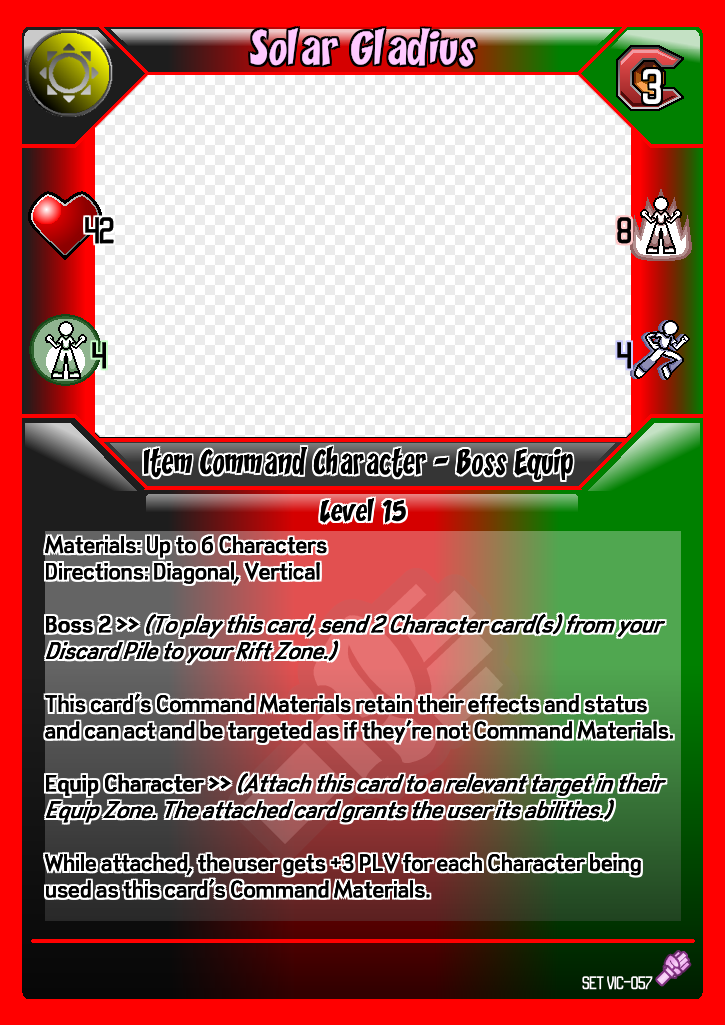 Solar Gladius
3
42
8
4
4
Item Command Character - Boss Equip
Level 15
Materials: Up to 6 Characters
Directions: Diagonal, Vertical
Boss 2 >> (To play this card, send 2 Character card(s) from your
Discard Pile to your Rift Zone.)
This card's Command Materials retain their effects and status
and can act and be targeted as if they're not Command Materials.
Equip Character >> (Attach this card to a relevant target in their
Equip Zone. The attached card grants the user its abilities.)
While attached, the user gets +3 PLV for each Character being
used as this card's Command Materials.
SET VIC-057